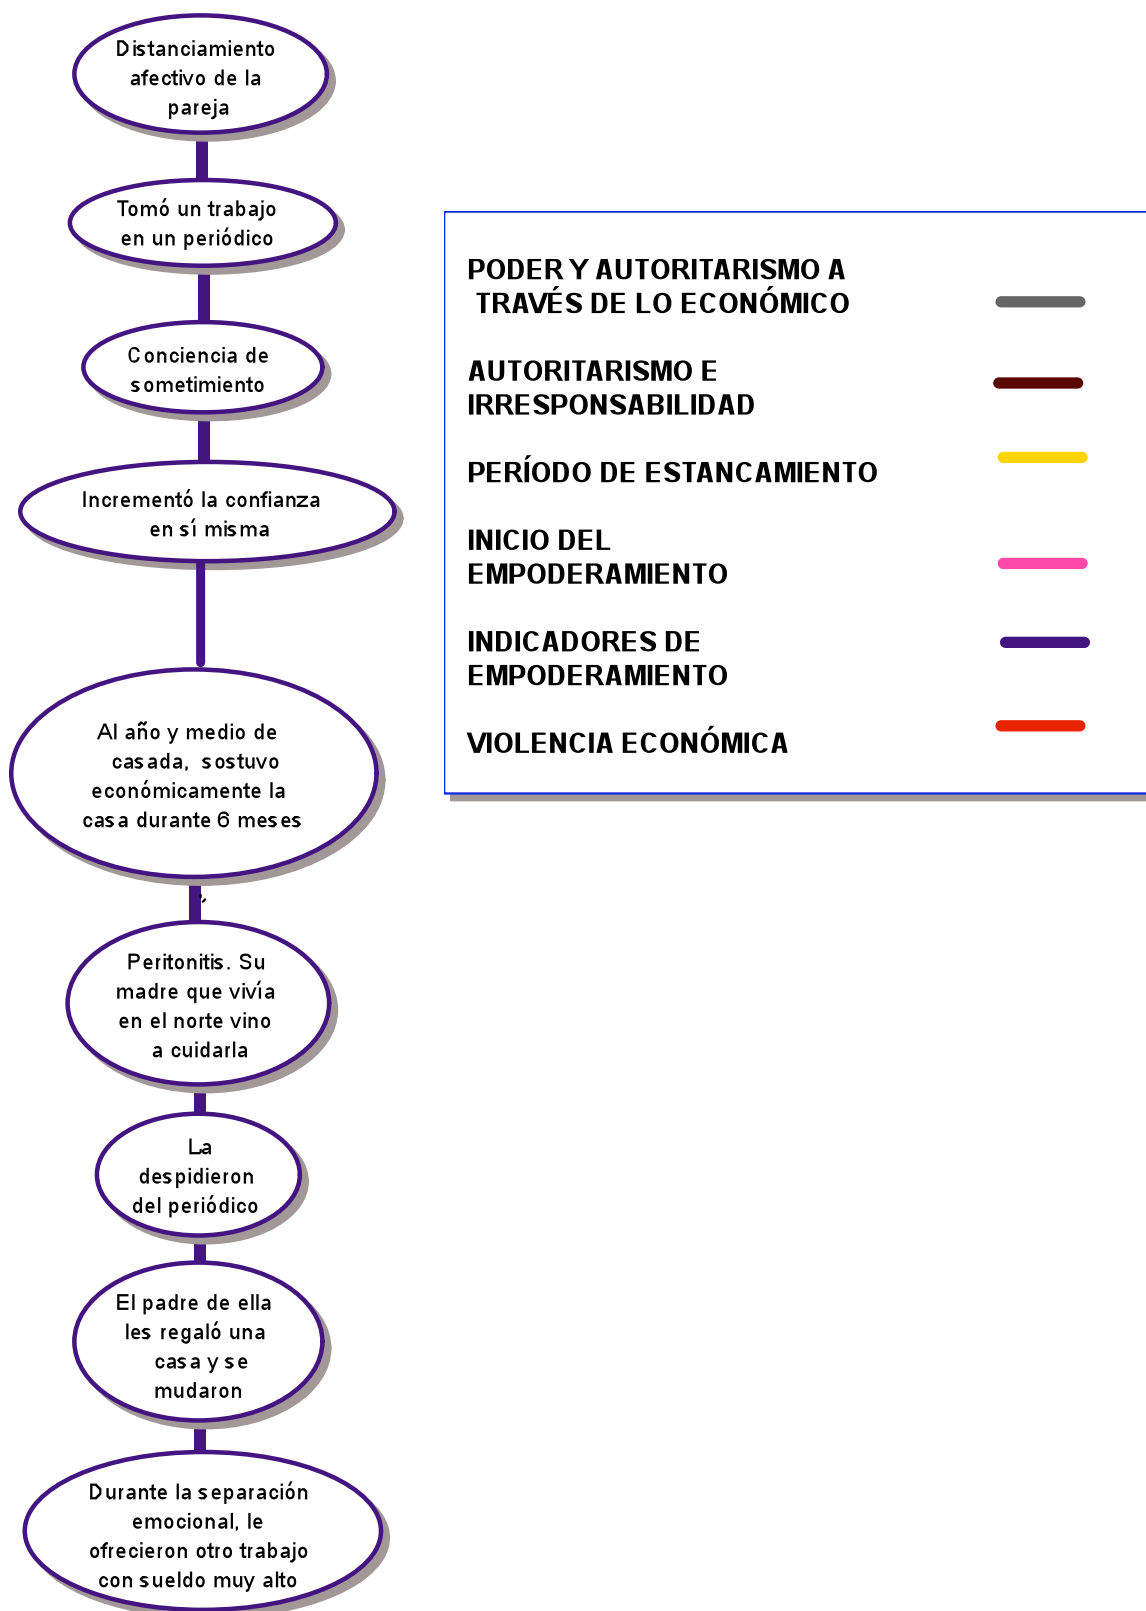 Distanciamiento
afectivo de la
pareja
Tomó un trabajo
en un periódico
Conciencia de
sometimiento
Incrementó la confianza
en sí misma
Al año y medio de
casada, sostuvo
económicamente la
casa durante 6 meses
Peritonitis. Su
madre que vivía
en el norte vino
a cuidarla
La
despidieron
del periódico
El padre de ella
les regaló una
casa y se
mudaron
Durante la separación
emocional, le
ofrecieron otro trabajo
con sueldo muy alto
PODER Y AUTORITARISMO A
TRAVÉS DE LO ECONÓMICO
AUTORITARISMO E
IRRESPONSABILIDAD
PERÍODO DE ESTANCAMIENTO
INICIO DEL
EMPODERAMIENTO
INDICADORES DE
EMPODERAMIENTO
VIOLENCIA ECONÓMICA